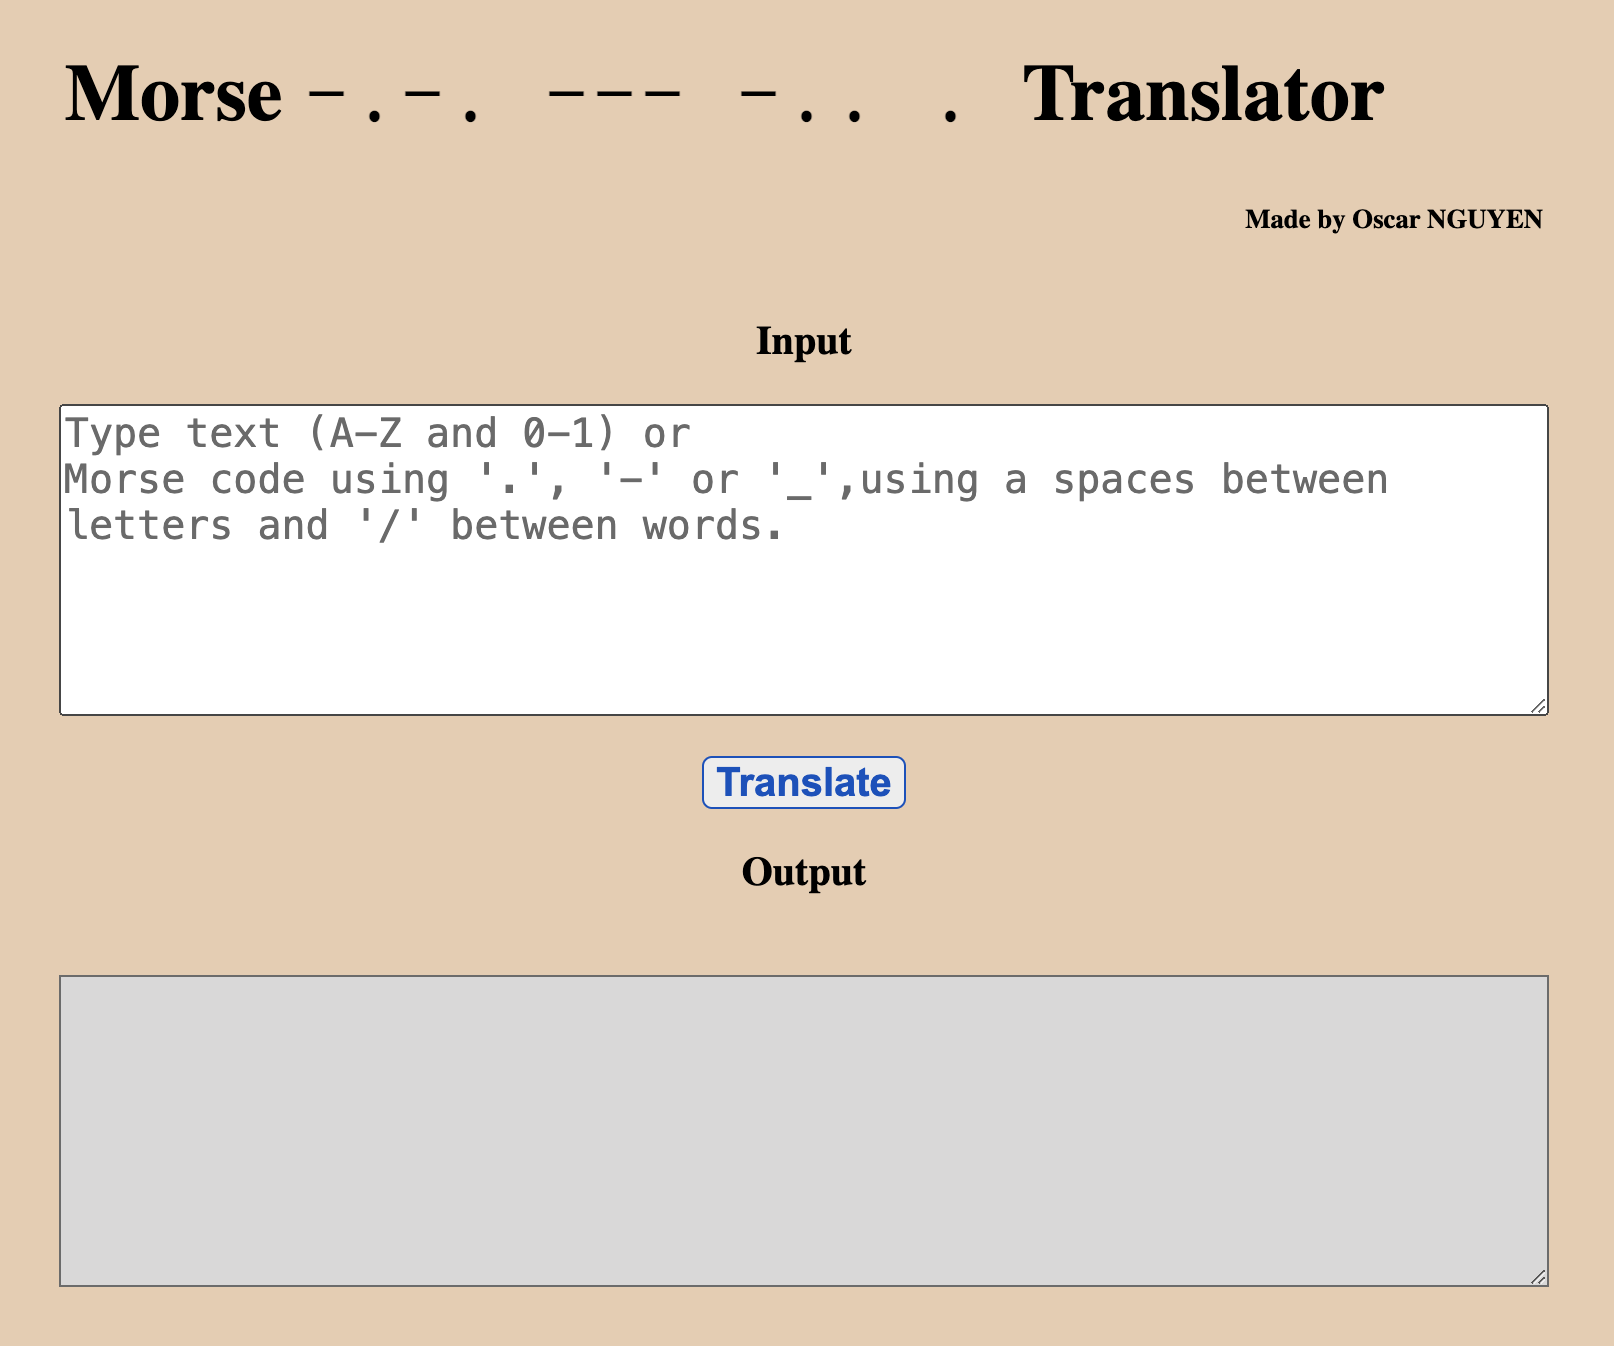 Morse -.-. --- -.. . Translator
Made by Oscar NGUYEN
Input
Type text (A-Z and 0-1) or
Morse code using '.', '-' or '_',using a spaces between
letters and '/' between words.
Translate
Output